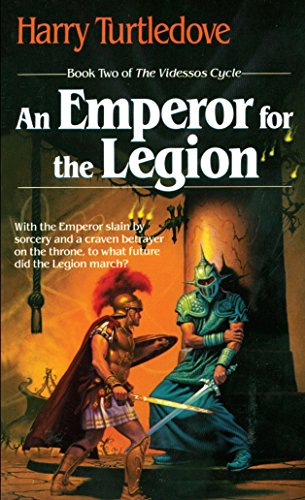 Harry Turtledove
Book Two of The Videssos Cycle
An Emperor for
the Legion
With the Emperor slain by
sorcery and a craven betrayer
on the throne, to what future
did the Legion march?